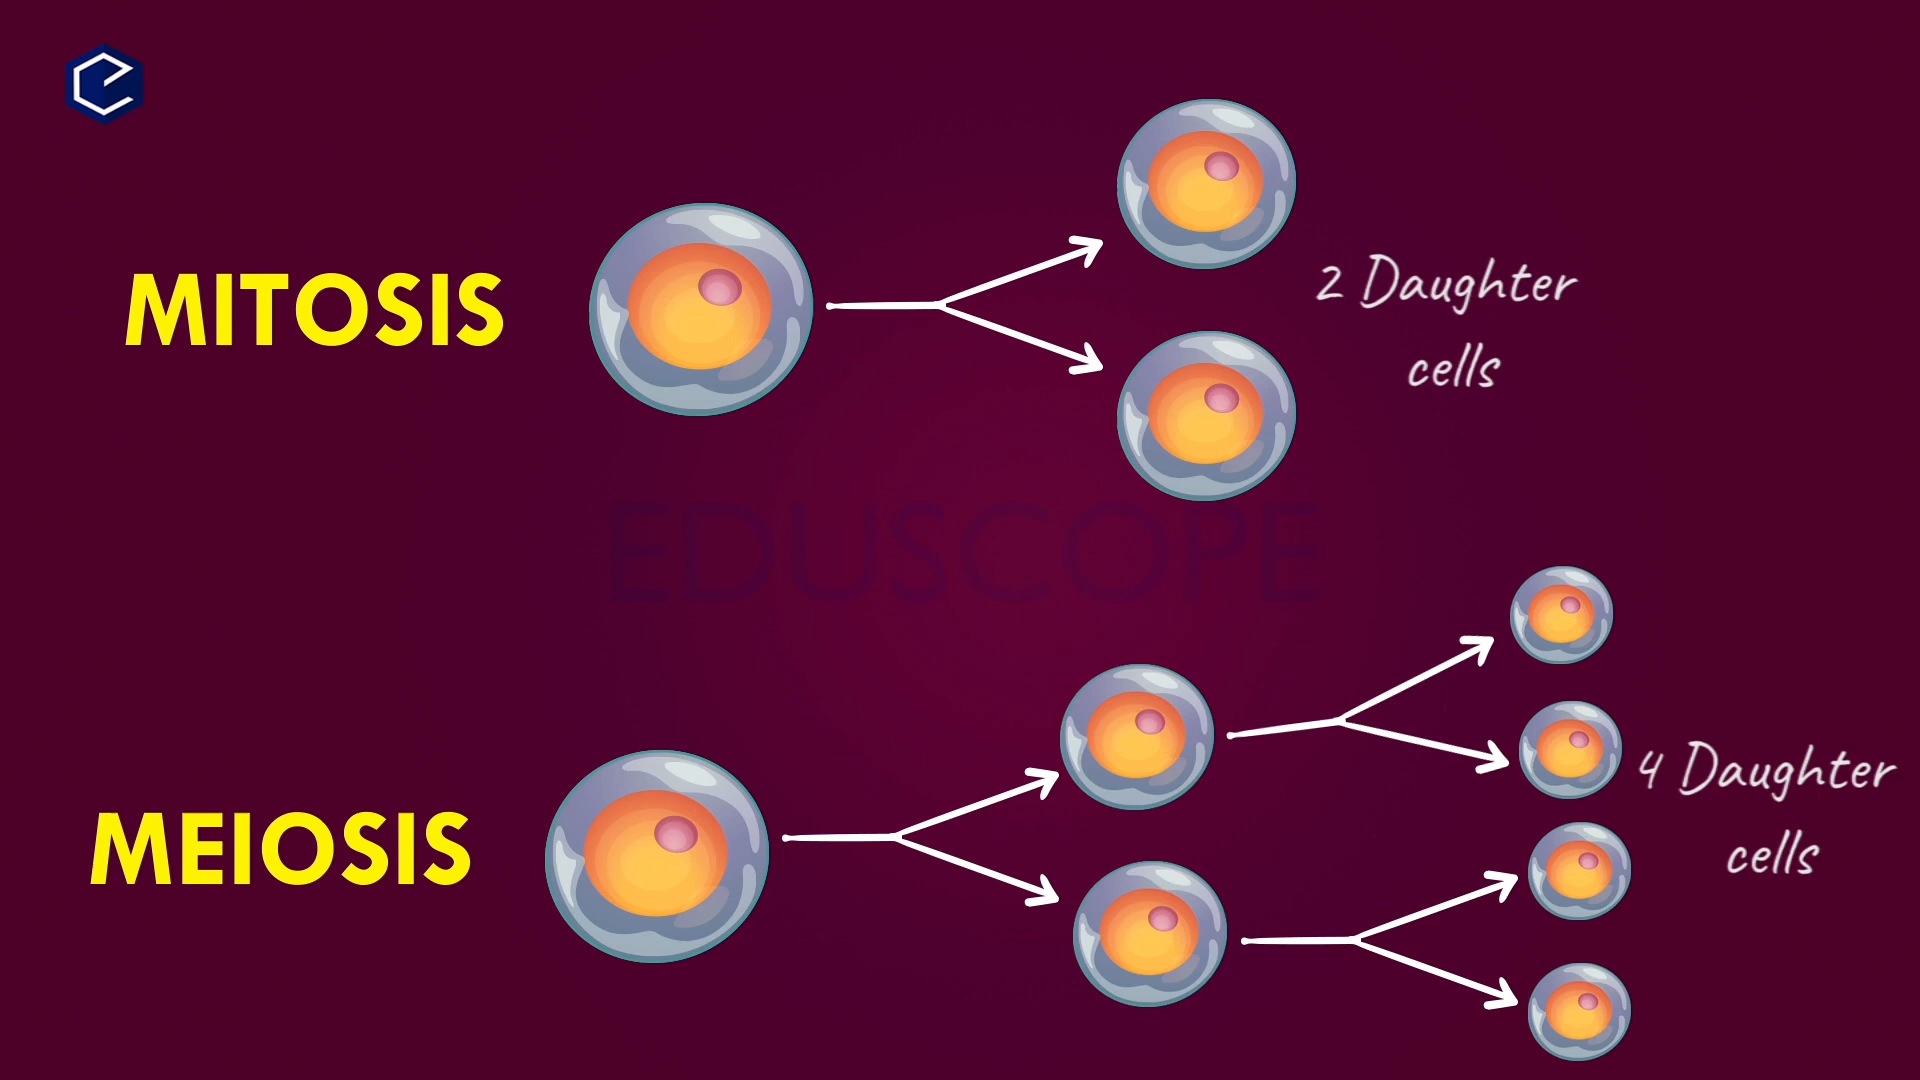 MITOSIS
2 Daughter
cells
EDUSCOPE
MEIOSIS
4 Daughter
cells